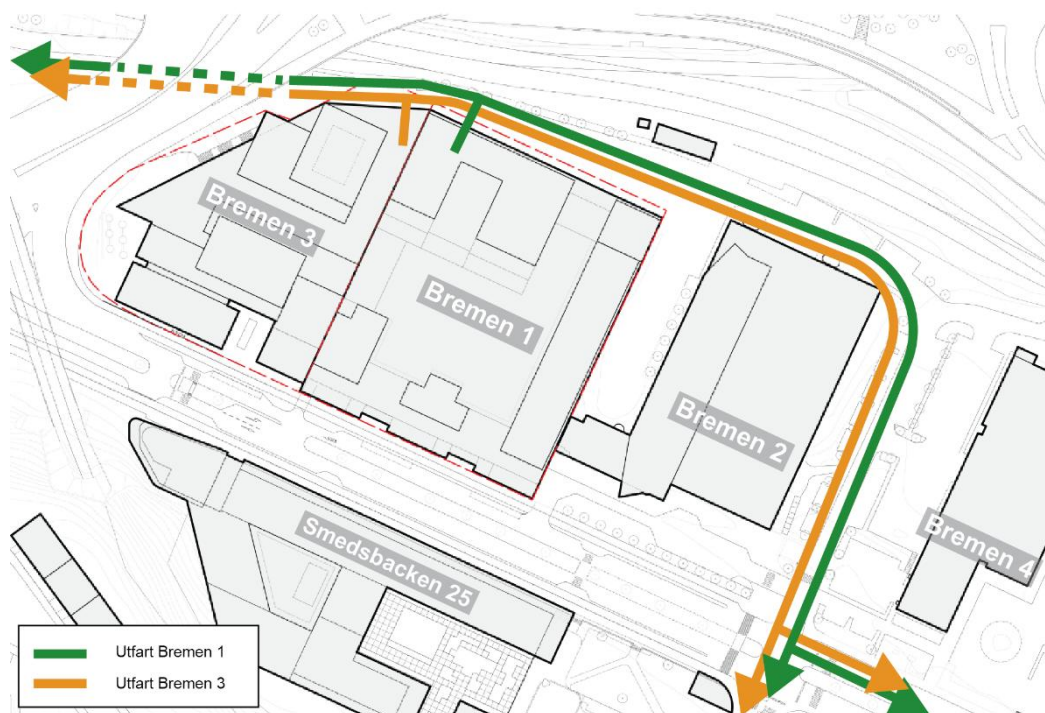 Bremen 3
Bremen 1
Bremen 2
Bremen 4
Smedsbacken 25
Utfart Bremen 1
Utfart Bremen 3